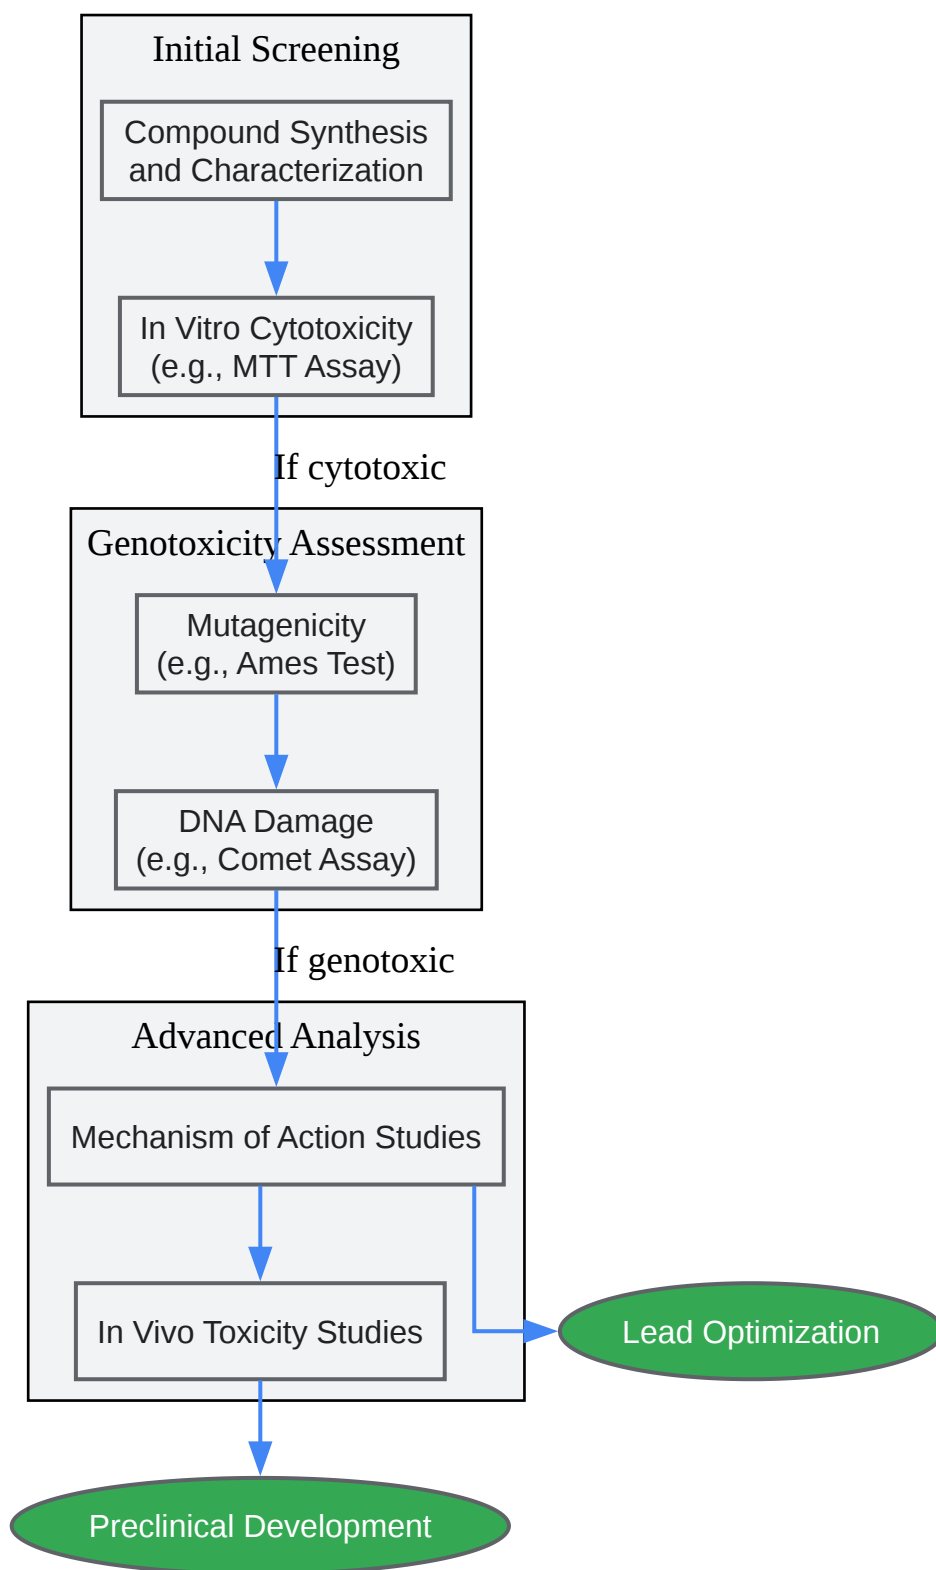 Initial Screening
Compound Synthesis
and Characterization
In Vitro Cytotoxicity
(e.g., MTT Assay)
If cytotoxic
Genotoxicity Assessment
Mutagenicity
(e.g., Ames Test)
DNA Damage
(e.g., Comet Assay)
If genotoxic
Advanced Analysis
Mechanism of Action Studies
In Vivo Toxicity Studies
Lead Optimization
Preclinical Development